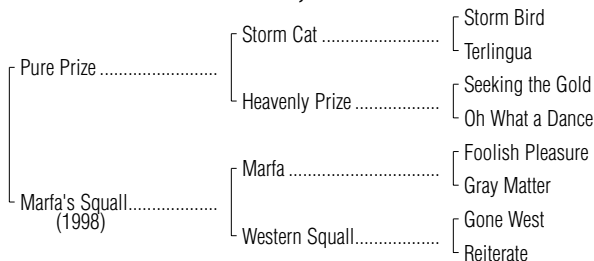 Storm Bird
Storm Cat ........................
Terlingua
Pure Prize ........................
Seeking the Gold
Heavenly Prize .................
Oh What a Dance
Foolish Pleasure
Marfa ..............................
Gray Matter
Marfa's Squall..................
(1998)
Gone West
Western Squall.................
Reiterate